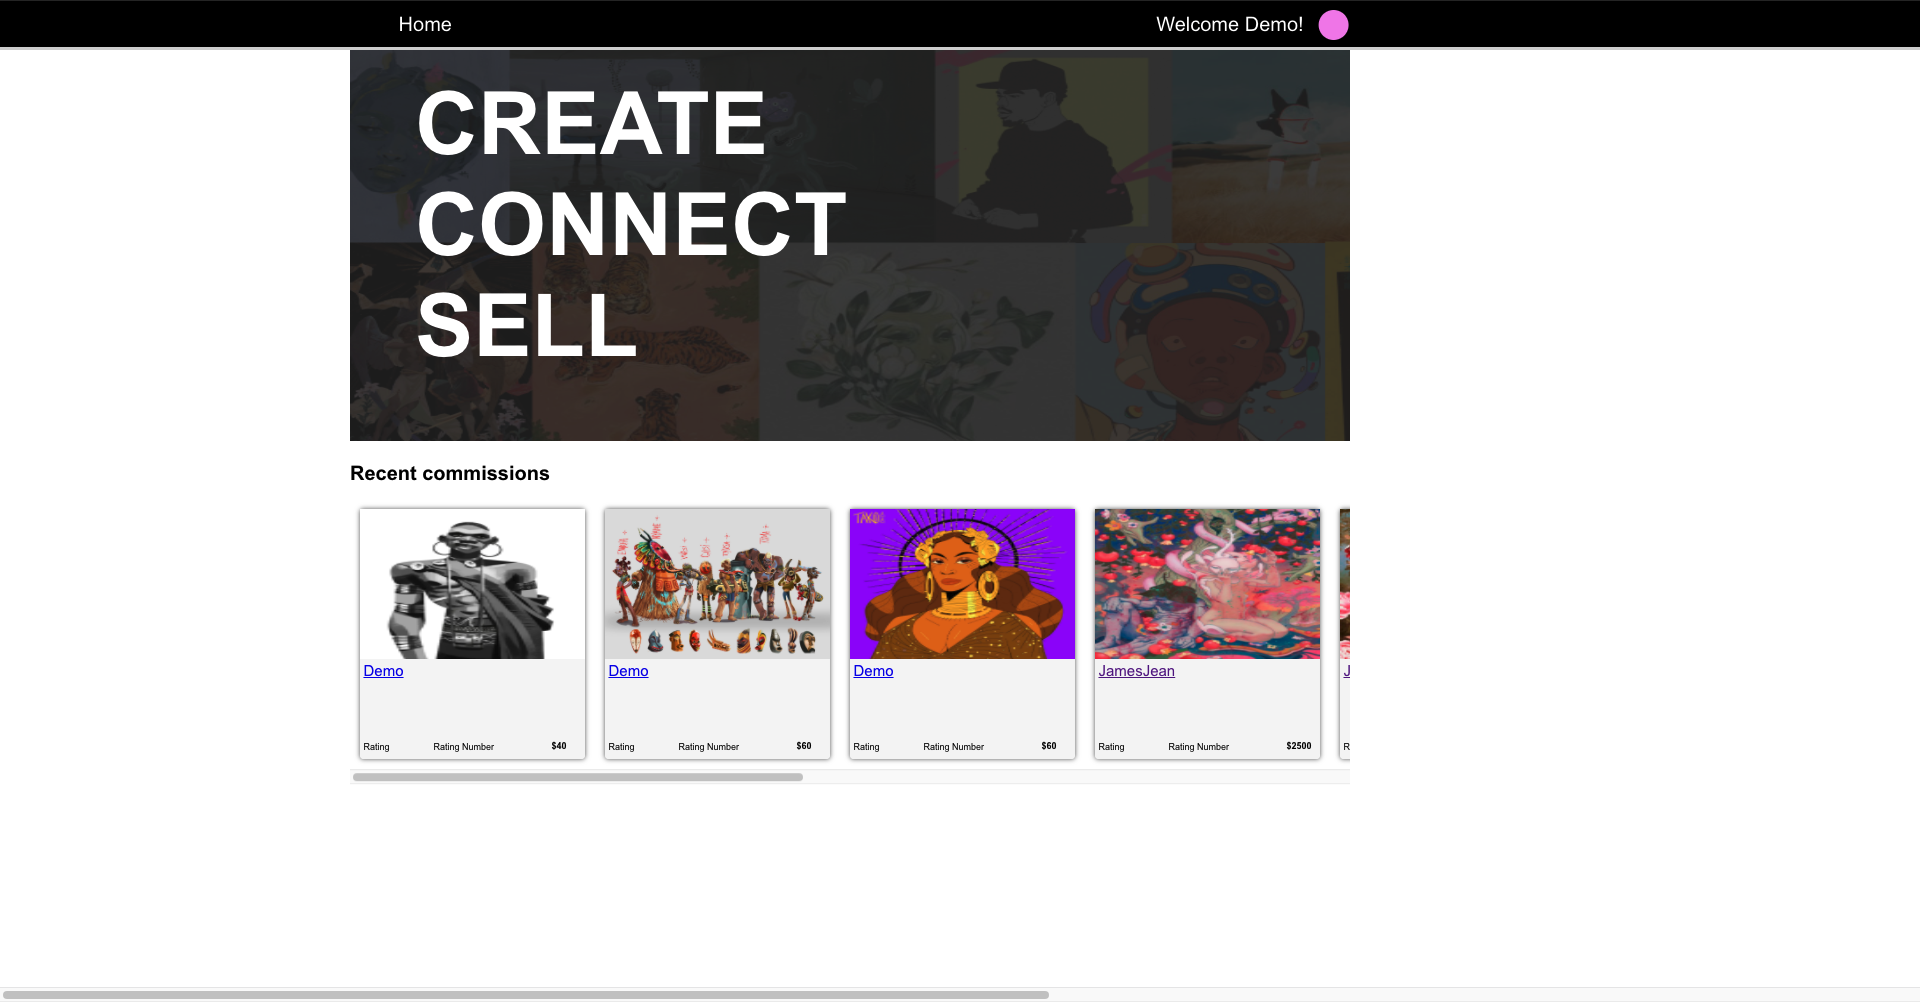 Home
Welcome Demo!
CREATE
CONNECT
SELL
Recent commissions
Demo
Rating Rating Number $40
Demo
Rating Rating Number $60
Demo
Rating Rating Number $60
JamesJean
Rating Rating Number $2500